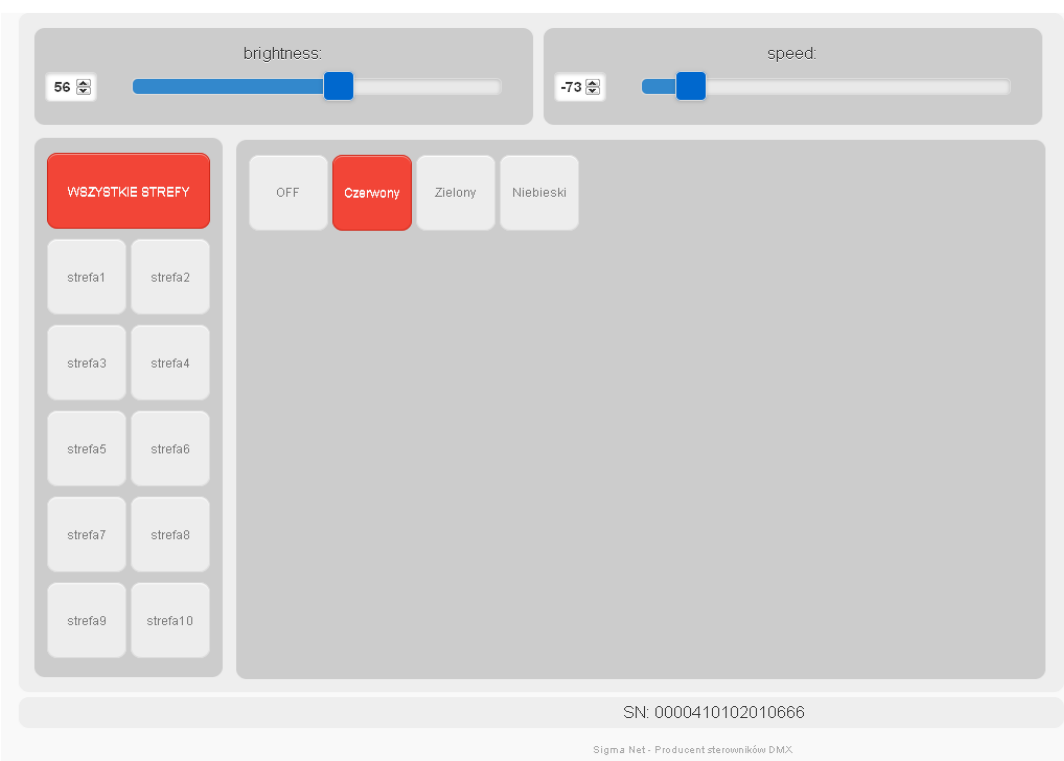 brightness:
56
speed:
-73
WSZYSTKIE STREFY
strefa1 strefa2
strefa3 strefa4
strefa5 strefa6
strefa7 strefa8
strefa9 strefa10
OFF Czerwony Zielony Niebieski
SN: 0000410102010666
Sigma Net - Producent sterowników DMX